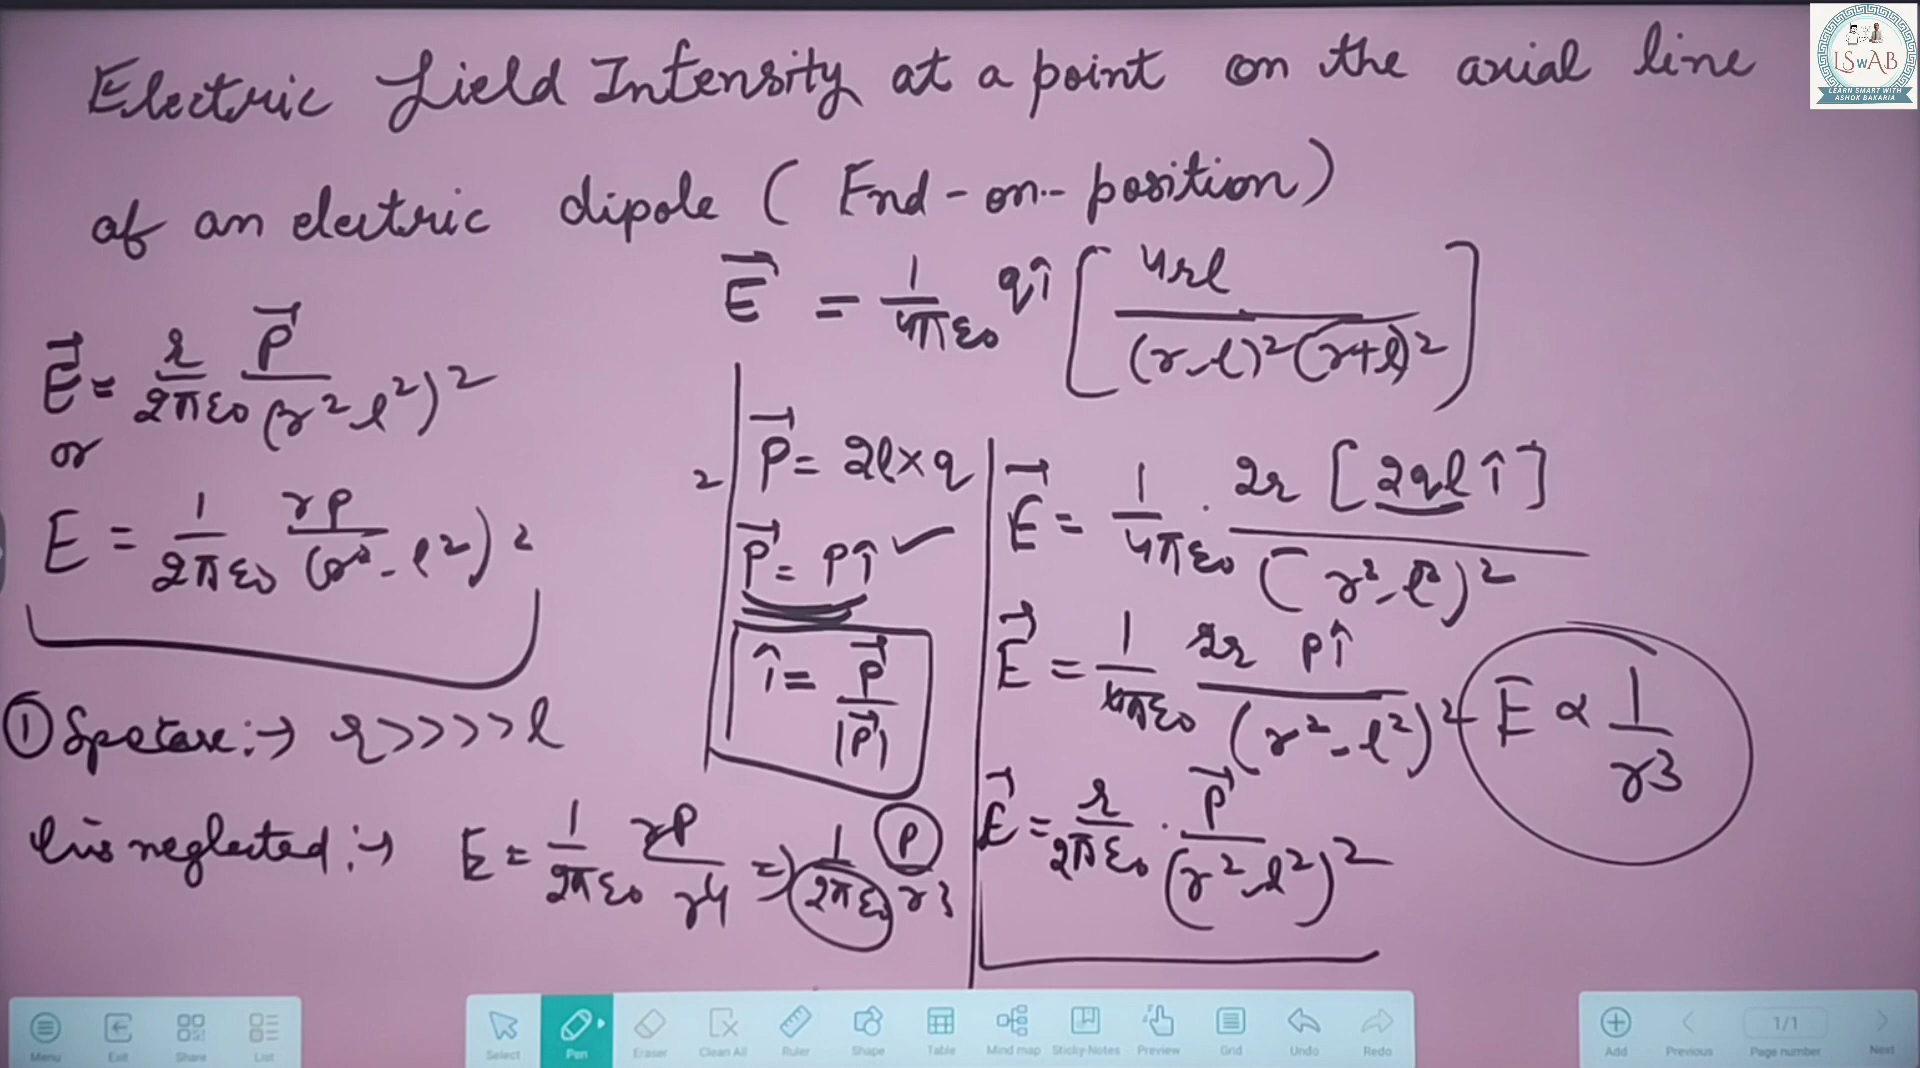 Electric Field Intensity at a point on the axial line
of an electric dipole ( End-on-position)
E⃗ = 1/4πε0 qî [ 4rl / (r-l)²(r+l)² ]
E⃗ = r/2πε0 P⃗/(r² l²)²
or
E = 1/2πε0 rp/(r²-l²)²
2
P⃗ = 2l×q
P⃗ = pî ✓
î = P⃗/|P⃗|
E⃗ = 1/4πε0 . 2r [2ql î] / (r²-l²)²
E⃗ = 1/4πε0 2r pî / (r²-l²)²
E⃗ = r/2πε0 . P⃗/(r²-l²)²
E ∝ 1/r3
① Spe case :→ r>>>>l
l is neglected :→ E = 1/2πε0 rp/r4 ⇒ 1/2πε0 p/r3
LSwAB
LEARN SMART WITH
ASHOK BAKARIA
Menu Exit Share List
Select Pen Eraser Clean All Ruler Shape Table Mind map Sticky-Notes Preview Grid Undo Redo
1/1
Add Previous Page number Next